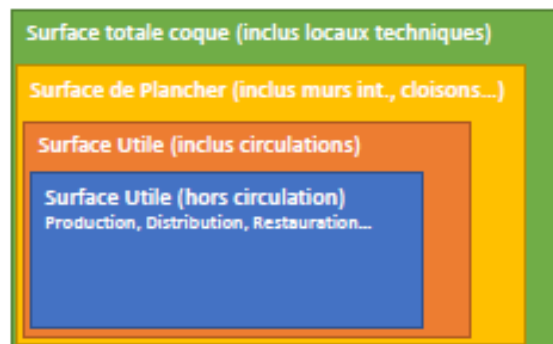 Surface totale coque (inclus locaux techniques)
Surface de Plancher (inclus murs int., cloisons...)
Surface Utile (inclus circulations)
Surface Utile (hors circulation)
Production, Distribution, Restauration...